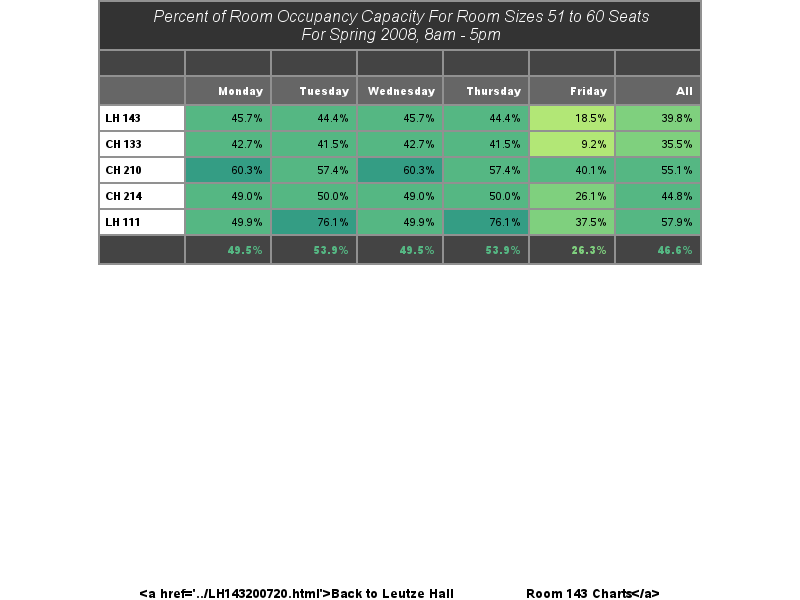 Percent of Room Occupancy Capacity For Room Sizes 51 to 60 Seats
For Spring 2008, 8am - 5pm
Monday Tuesday Wednesday Thursday Friday All
LH 143 45.7% 44.4% 45.7% 44.4% 18.5% 39.8%
CH 133 42.7% 41.5% 42.7% 41.5% 9.2% 35.5%
CH 210 60.3% 57.4% 60.3% 57.4% 40.1% 55.1%
CH 214 49.0% 50.0% 49.0% 50.0% 26.1% 44.8%
LH 111 49.9% 76.1% 49.9% 76.1% 37.5% 57.9%
49.5% 53.9% 49.5% 53.9% 26.3% 46.6%
<a href='../LH143200720.html'>Back to Leutze Hall Room 143 Charts</a>